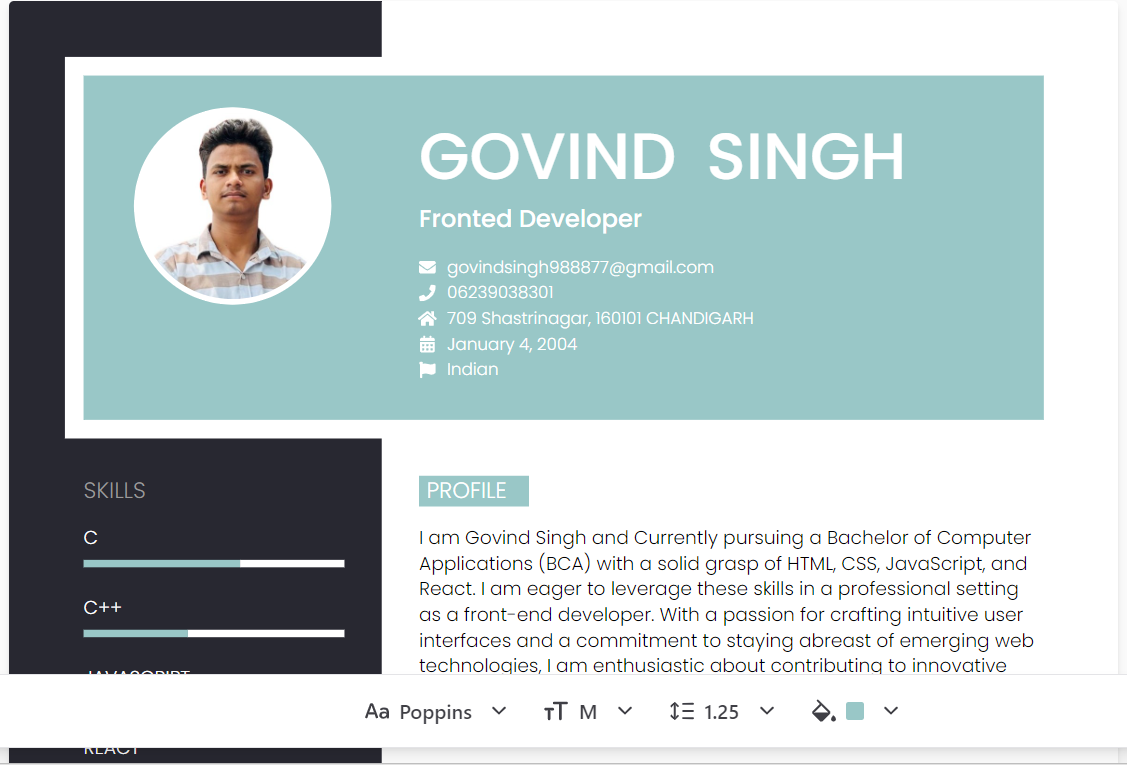 GOVIND SINGH
Fronted Developer
govindsingh988877@gmail.com
06239038301
709 Shastrinagar, 160101 CHANDIGARH
January 4, 2004
Indian
SKILLS
C
C++
JAVASCRIPT
REACT
PROFILE
I am Govind Singh and Currently pursuing a Bachelor of Computer
Applications (BCA) with a solid grasp of HTML, CSS, JavaScript, and
React. I am eager to leverage these skills in a professional setting
as a front-end developer. With a passion for crafting intuitive user
interfaces and a commitment to staying abreast of emerging web
technologies, I am enthusiastic about contributing to innovative
Aa Poppins
TT M
1.25